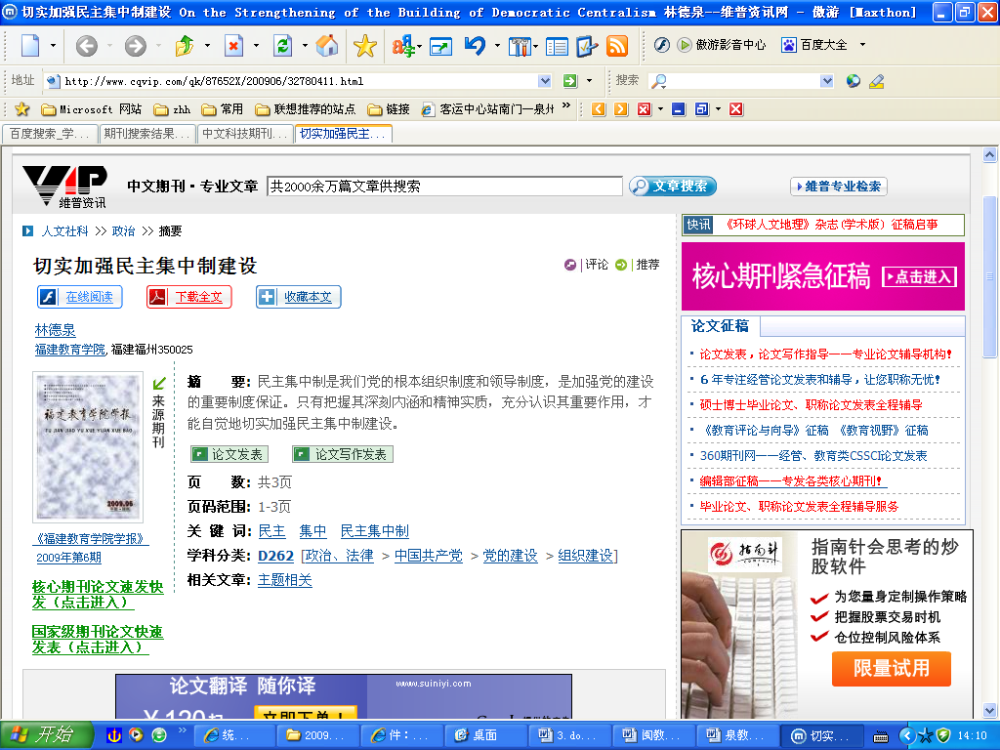 切实加强民主集中制建设 On the Strengthening of the Building of Democratic Centralism 林德泉--维普资讯网 - 傲游 [Maxthon]
傲游影音中心 百度大全
地址 http://www.cqvip.com/qk/87652X/200906/32780411.html 搜索
Microsoft 网站 zhh 常用 联想推荐的站点 链接 客运中心站南门—泉州 »
百度搜索_学... 期刊搜索结果... 中文科技期刊... 切实加强民主...
VIP 维普资讯
中文期刊·专业文章 共2000余万篇文章供搜索 文章搜索 维普专业检索
人文社科 >> 政治 >> 摘要
快讯 《环球人文地理》杂志(学术版) 征稿启事
切实加强民主集中制建设
|评论 |推荐
核心期刊紧急征稿 点击进入
在线阅读 下载全文 收藏本文
论文征稿
林德泉
福建教育学院, 福建福州350025
· 论文发表，论文写作指导——专业论文辅导机构!
· 6 年专注经管论文发表和辅导，让您职称无忧!
· 硕士博士毕业论文、职称论文发表全程辅导
· 《教育评论与向导》征稿 《教育视野》征稿
· 360期刊网——经管、教育类CSSCI论文发表
· 编辑部征稿——专发各类核心期刊!
· 毕业论文、职称论文发表全程辅导服务
福建教育学院学报
FU JIAN JIAO YU XUE YUAN XUE BAO
2009.06
来源期刊
摘 要: 民主集中制是我们党的根本组织制度和领导制度，是加强党的建设
的重要制度保证。只有把握其深刻内涵和精神实质，充分认识其重要作用，才
能自觉地切实加强民主集中制建设。
论文发表 论文写作发表
页 数: 共3页
页码范围: 1-3页
关 键 词: 民主 集中 民主集中制
学科分类: D262 [政治、法律 > 中国共产党 > 党的建设 > 组织建设]
相关文章: 主题相关
《福建教育学院学报》
2009年第6期
核心期刊论文速发快
发（点击进入）
国家级期刊论文快速
发表（点击进入）
指南针
COMPASS
指南针会思考的炒
股软件
为您量身定制操作策略
把握股票交易时机
仓位控制风险体系
限量试用
论文翻译 随你译
www.suiniyi.com
¥ 120起 立即下单！
开始 » 统... 2009... 件：... 桌面 3. do... 闽教... 泉教... 切实... 14:10